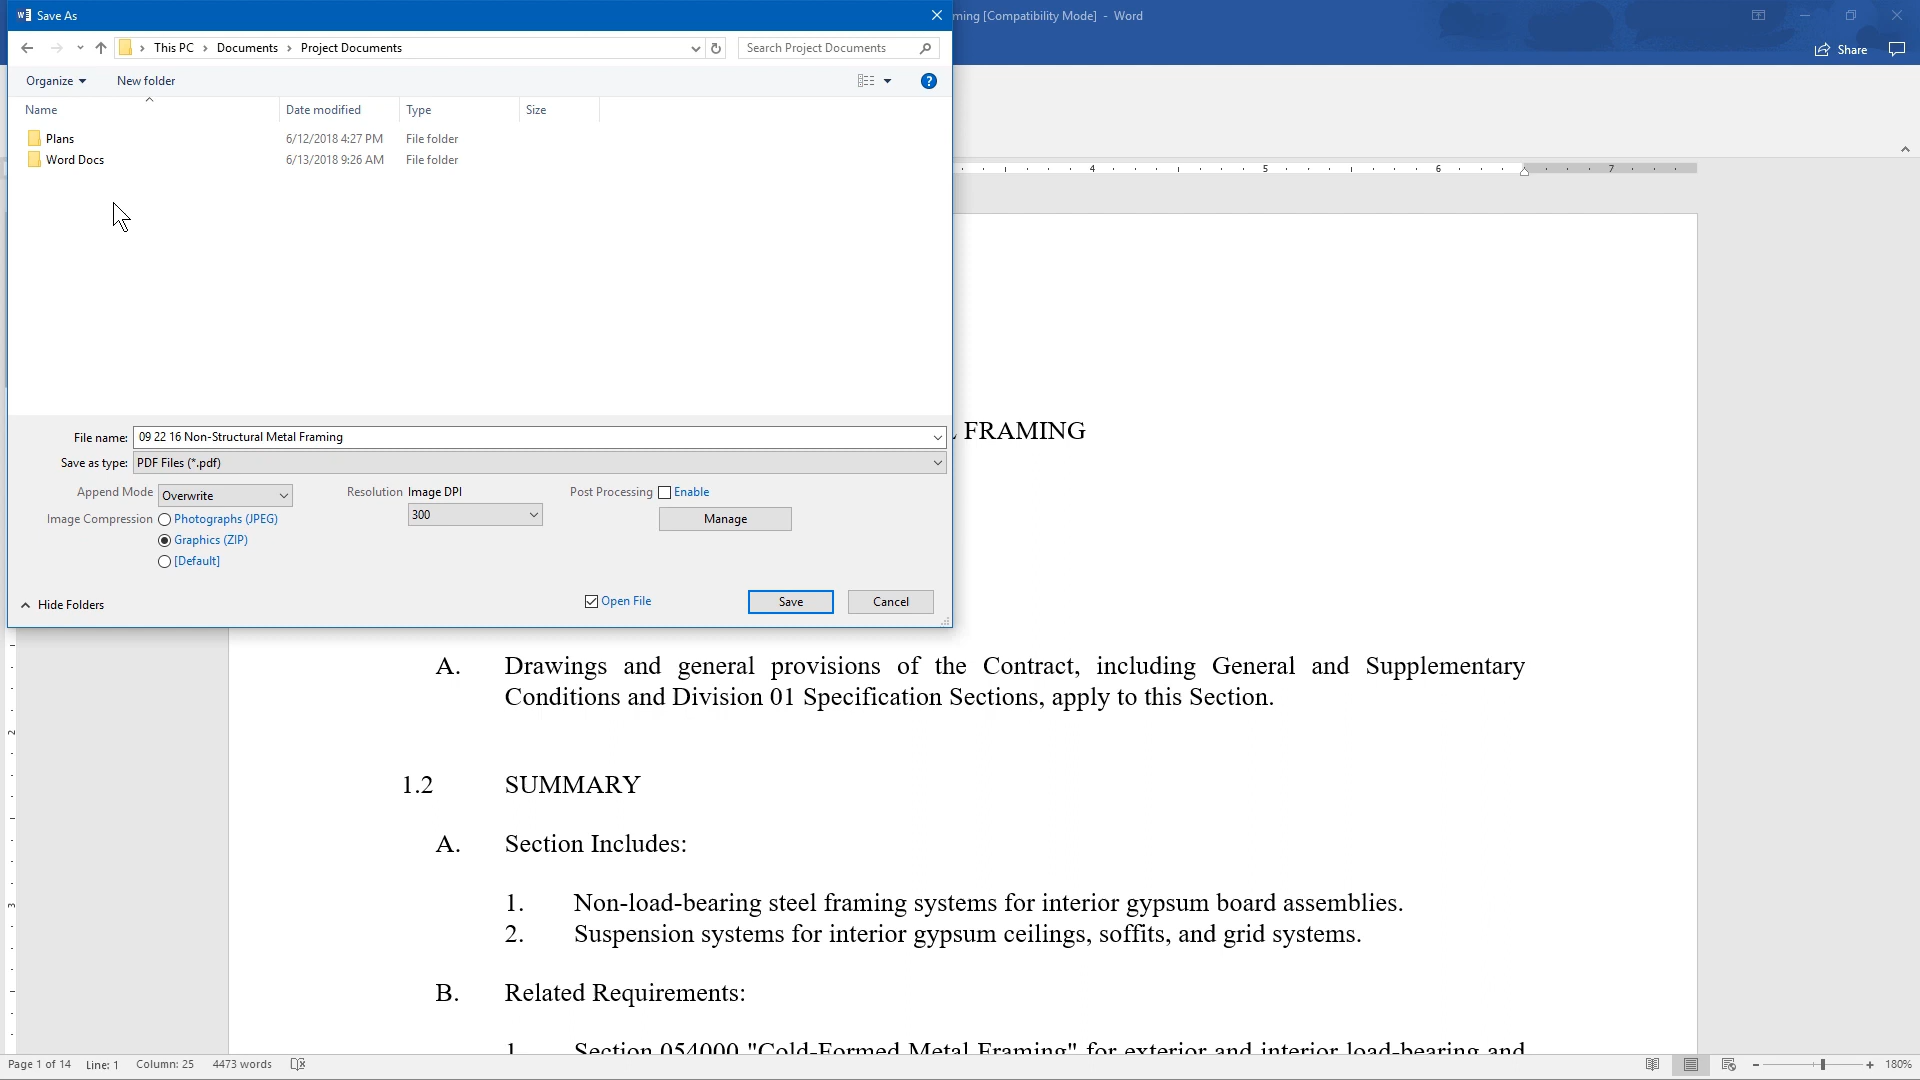 Save As
ming [Compatibility Mode] - Word
Share
This PC > Documents > Project Documents
Search Project Documents
Organize
New folder
Name
Date modified
Type
Size
Plans
6/12/2018 4:27 PM
File folder
Word Docs
6/13/2018 9:26 AM
File folder
4 5 6 7
File name: 09 22 16 Non-Structural Metal Framing
Save as type: PDF Files (*.pdf)
FRAMING
Append Mode Overwrite
Resolution Image DPI
300
Post Processing Enable
Manage
Image Compression Photographs (JPEG)
Graphics (ZIP)
[Default]
Hide Folders
Open File
Save
Cancel
A. Drawings and general provisions of the Contract, including General and Supplementary
Conditions and Division 01 Specification Sections, apply to this Section.
2
1.2 SUMMARY
A. Section Includes:
3
1. Non-load-bearing steel framing systems for interior gypsum board assemblies.
2. Suspension systems for interior gypsum ceilings, soffits, and grid systems.
B. Related Requirements:
1. Section 054000 "Cold-Formed Metal Framing" for exterior and interior load-bearing and
Page 1 of 14 Line: 1 Column: 25 4473 words
180%